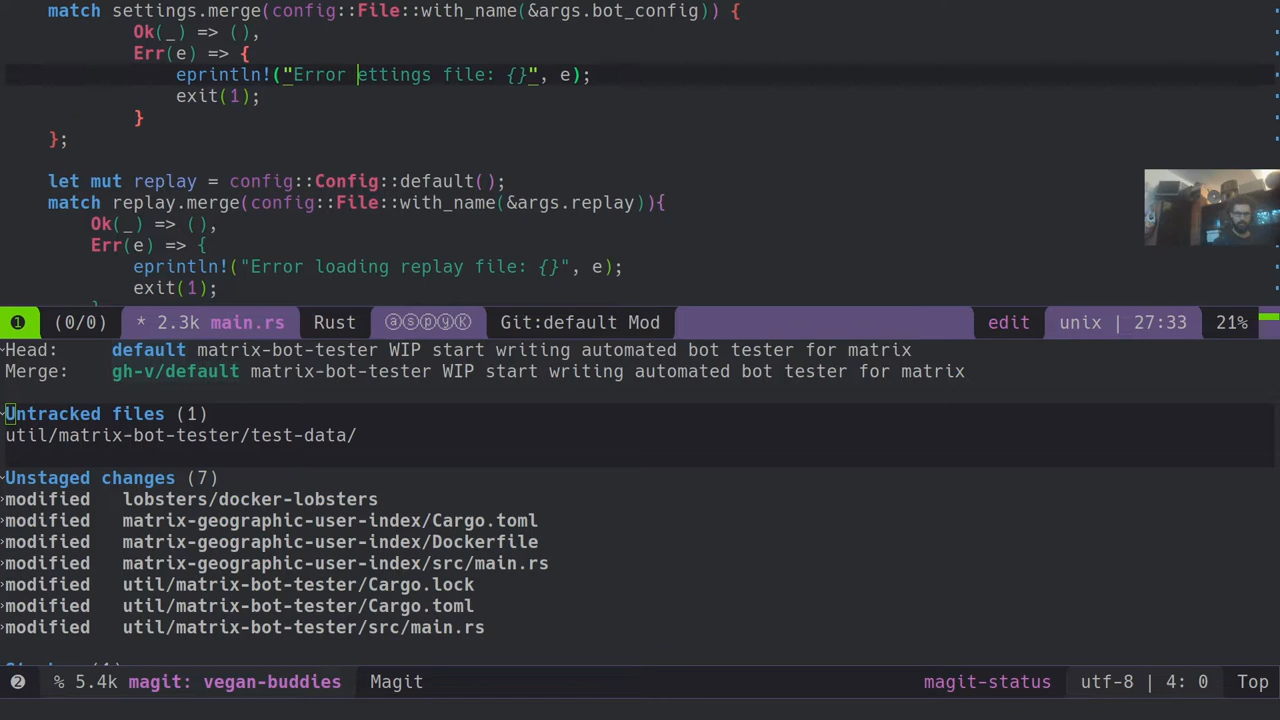 match settings.merge(config::File::with_name(&args.bot_config)) {
Ok(_) => (),
Err(e) => {
eprintln!("Error ettings file: {}", e);
exit(1);
}
};
let mut replay = config::Config::default();
match replay.merge(config::File::with_name(&args.replay)){
Ok(_) => (),
Err(e) => {
eprintln!("Error loading replay file: {}", e);
exit(1);
❶ (0/0) * 2.3k main.rs Rust ⓐⓢⓟⓨⓀ Git:default Mod edit unix | 27:33 21%
Head: default matrix-bot-tester WIP start writing automated bot tester for matrix
Merge: gh-v/default matrix-bot-tester WIP start writing automated bot tester for matrix
Untracked files (1)
util/matrix-bot-tester/test-data/
Unstaged changes (7)
modified lobsters/docker-lobsters
modified matrix-geographic-user-index/Cargo.toml
modified matrix-geographic-user-index/Dockerfile
modified matrix-geographic-user-index/src/main.rs
modified util/matrix-bot-tester/Cargo.lock
modified util/matrix-bot-tester/Cargo.toml
modified util/matrix-bot-tester/src/main.rs
❷ % 5.4k magit: vegan-buddies Magit magit-status utf-8 | 4: 0 Top